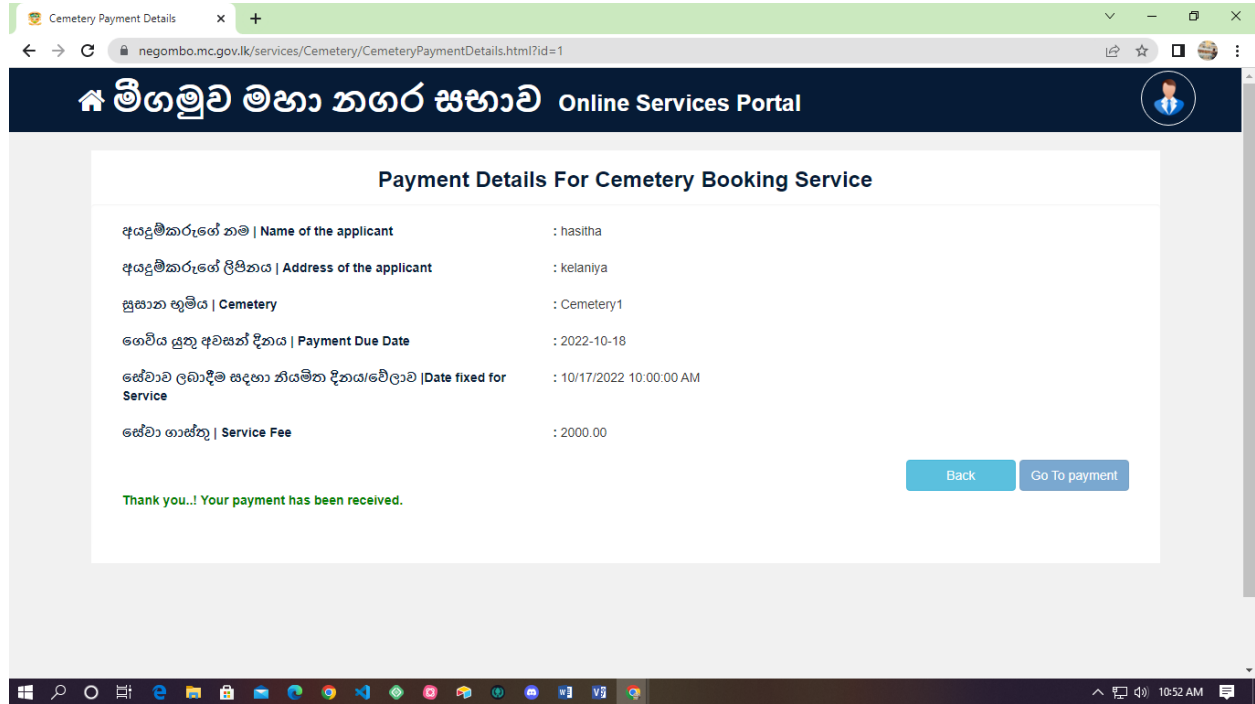 Cemetery Payment Details
negombo.mc.gov.lk/services/Cemetery/CemeteryPaymentDetails.html?id=1
මීගමුව මහා නගර සභාව Online Services Portal
Payment Details For Cemetery Booking Service
අයදුම්කරුගේ නම | Name of the applicant : hasitha
අයදුම්කරුගේ ලිපිනය | Address of the applicant : kelaniya
සුසාන භූමිය | Cemetery : Cemetery1
ගෙවිය යුතු අවසන් දිනය | Payment Due Date : 2022-10-18
සේවාව ලබාදීම සදහා නියමිත දිනය/වේලාව |Date fixed for : 10/17/2022 10:00:00 AM
Service
සේවා ගාස්තු | Service Fee : 2000.00
Back Go To payment
Thank you..! Your payment has been received.
10:52 AM